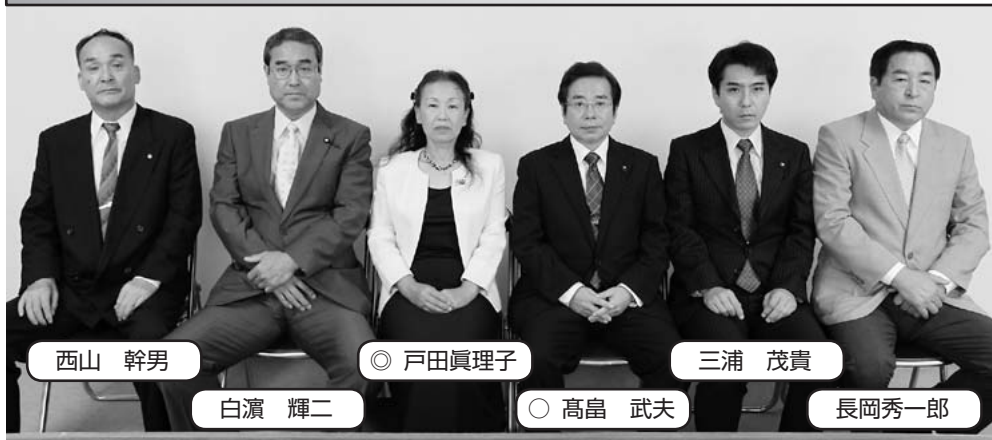 西山　幹男
白濵　輝二
◎ 戸田眞理子
○ 髙畠　武夫
三浦　茂貴
長岡秀一郎